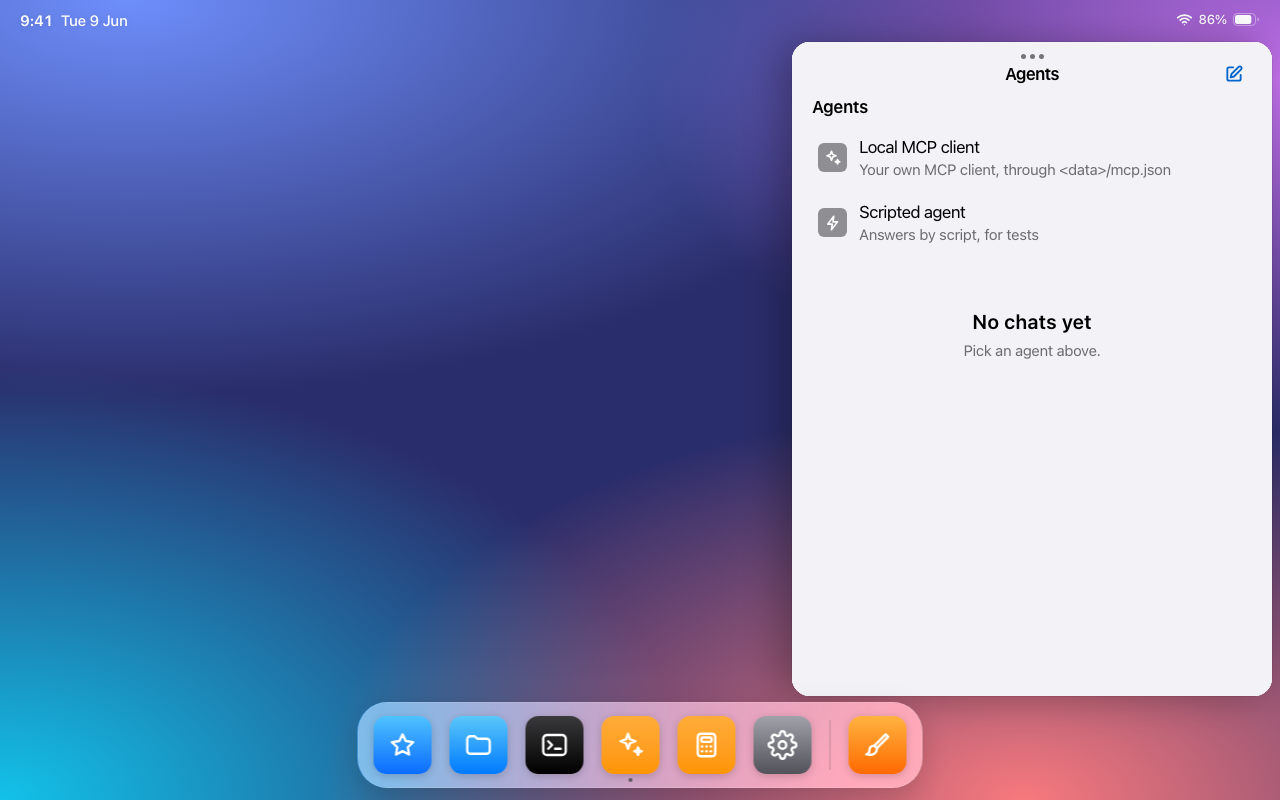 9:41 Tue 9 Jun
86%
Agents
Agents
Local MCP client
Your own MCP client, through <data>/mcp.json
Scripted agent
Answers by script, for tests
No chats yet
Pick an agent above.